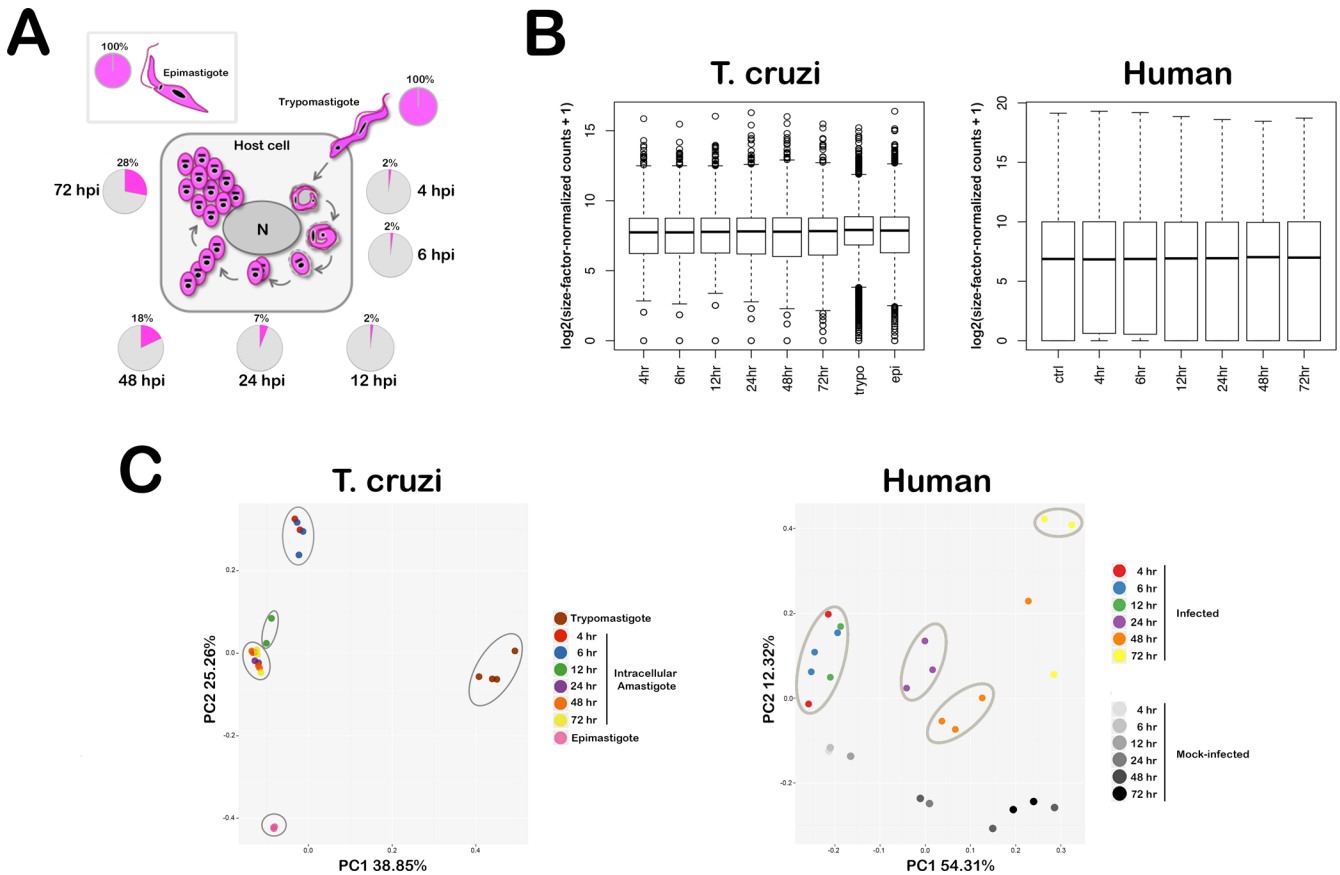 A
100%
Epimastigote
Trypomastigote
100%
Host cell
N
28%
72 hpi
2%
4 hpi
2%
6 hpi
18%
48 hpi
7%
24 hpi
2%
12 hpi
B
T. cruzi
log2(size-factor-normalized counts + 1)
15
10
5
0
4hr
6hr
12hr
24hr
48hr
72hr
trypo
epi
Human
log2(size-factor-normalized counts + 1)
20
15
10
5
0
ctrl
4hr
6hr
12hr
24hr
48hr
72hr
C
T. cruzi
PC2 25.26%
0.2
0.0
-0.2
-0.4
0.0
0.2
0.4
PC1 38.85%
Trypomastigote
4 hr
6 hr
12 hr
24 hr
48 hr
72 hr
Intracellular
Amastigote
Epimastigote
Human
PC2 12.32%
0.4
0.2
0.0
-0.2
-0.2
-0.1
0.0
0.1
0.2
0.3
PC1 54.31%
4 hr
6 hr
12 hr
24 hr
48 hr
72 hr
Infected
4 hr
6 hr
12 hr
24 hr
48 hr
72 hr
Mock-infected